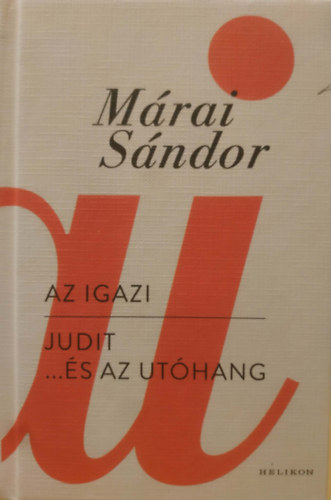 Márai
Sándor
AZ IGAZI
JUDIT
...ÉS AZ UTÓHANG
HELIKON